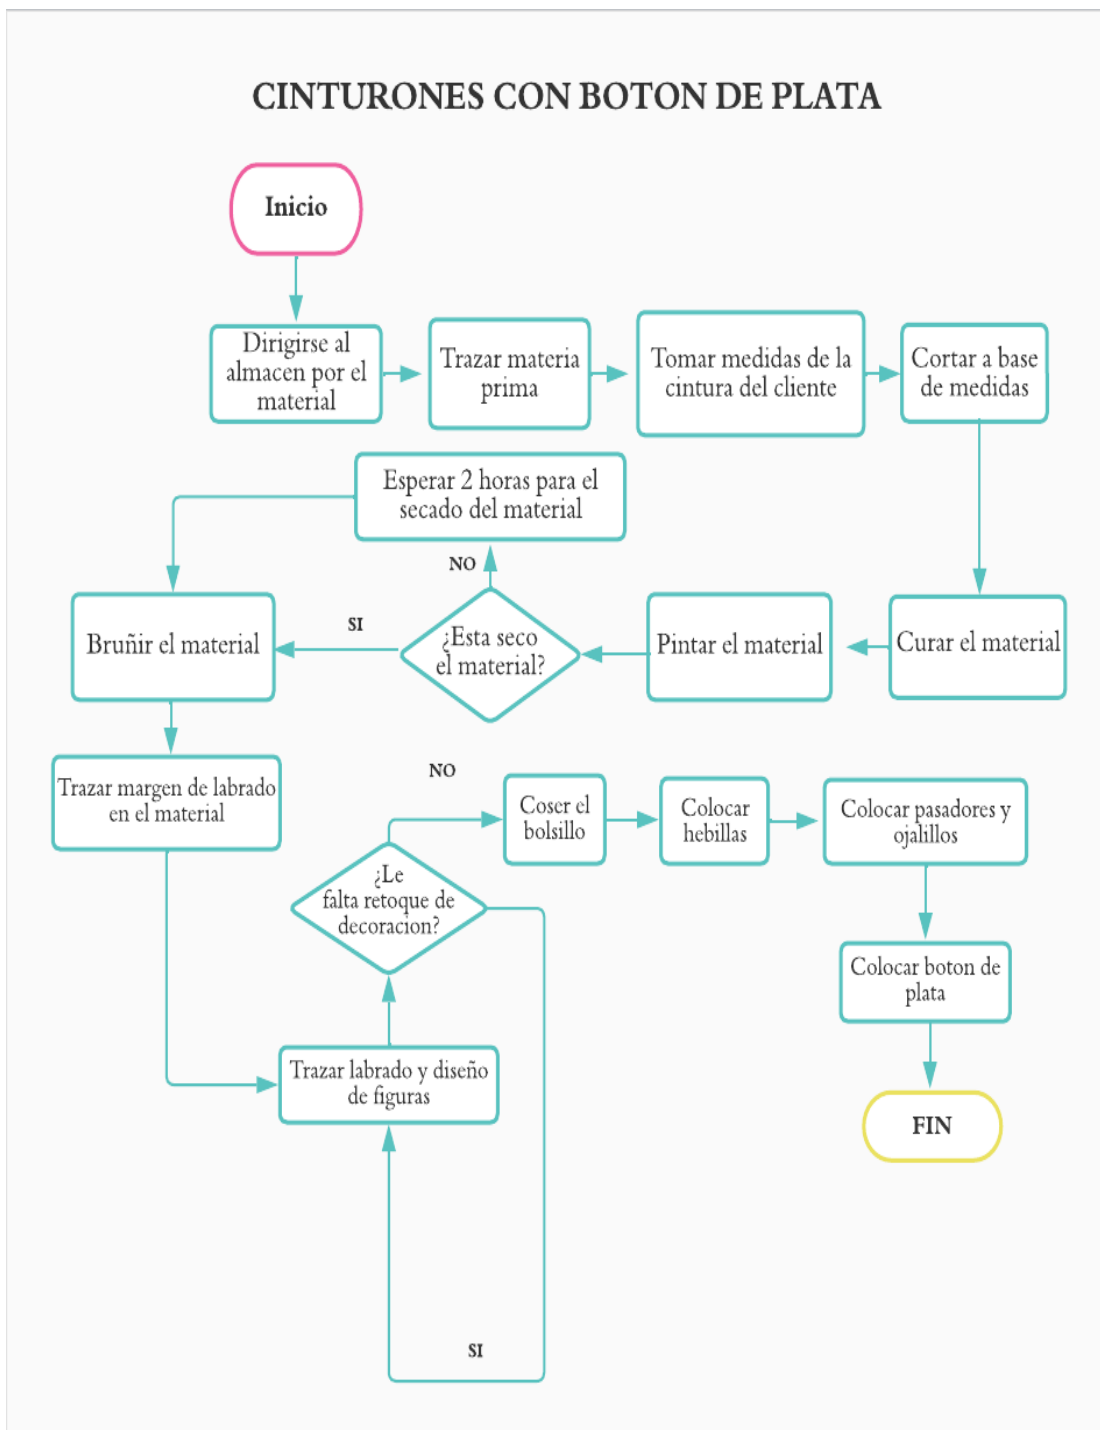 CINTURONES CON BOTON DE PLATA
Inicio
Dirigirse al
almacen por el
material
Trazar materia
prima
Tomar medidas de la
cintura del cliente
Cortar a base
de medidas
Curar el material
Pintar el material
¿Esta seco
el material?
NO
Esperar 2 horas para el
secado del material
SI
Bruñir el material
Trazar margen de labrado
en el material
Trazar labrado y diseño
de figuras
¿Le
falta retoque de
decoracion?
SI
NO
Coser el
bolsillo
Colocar
hebillas
Colocar pasadores y
ojalillos
Colocar boton de
plata
FIN